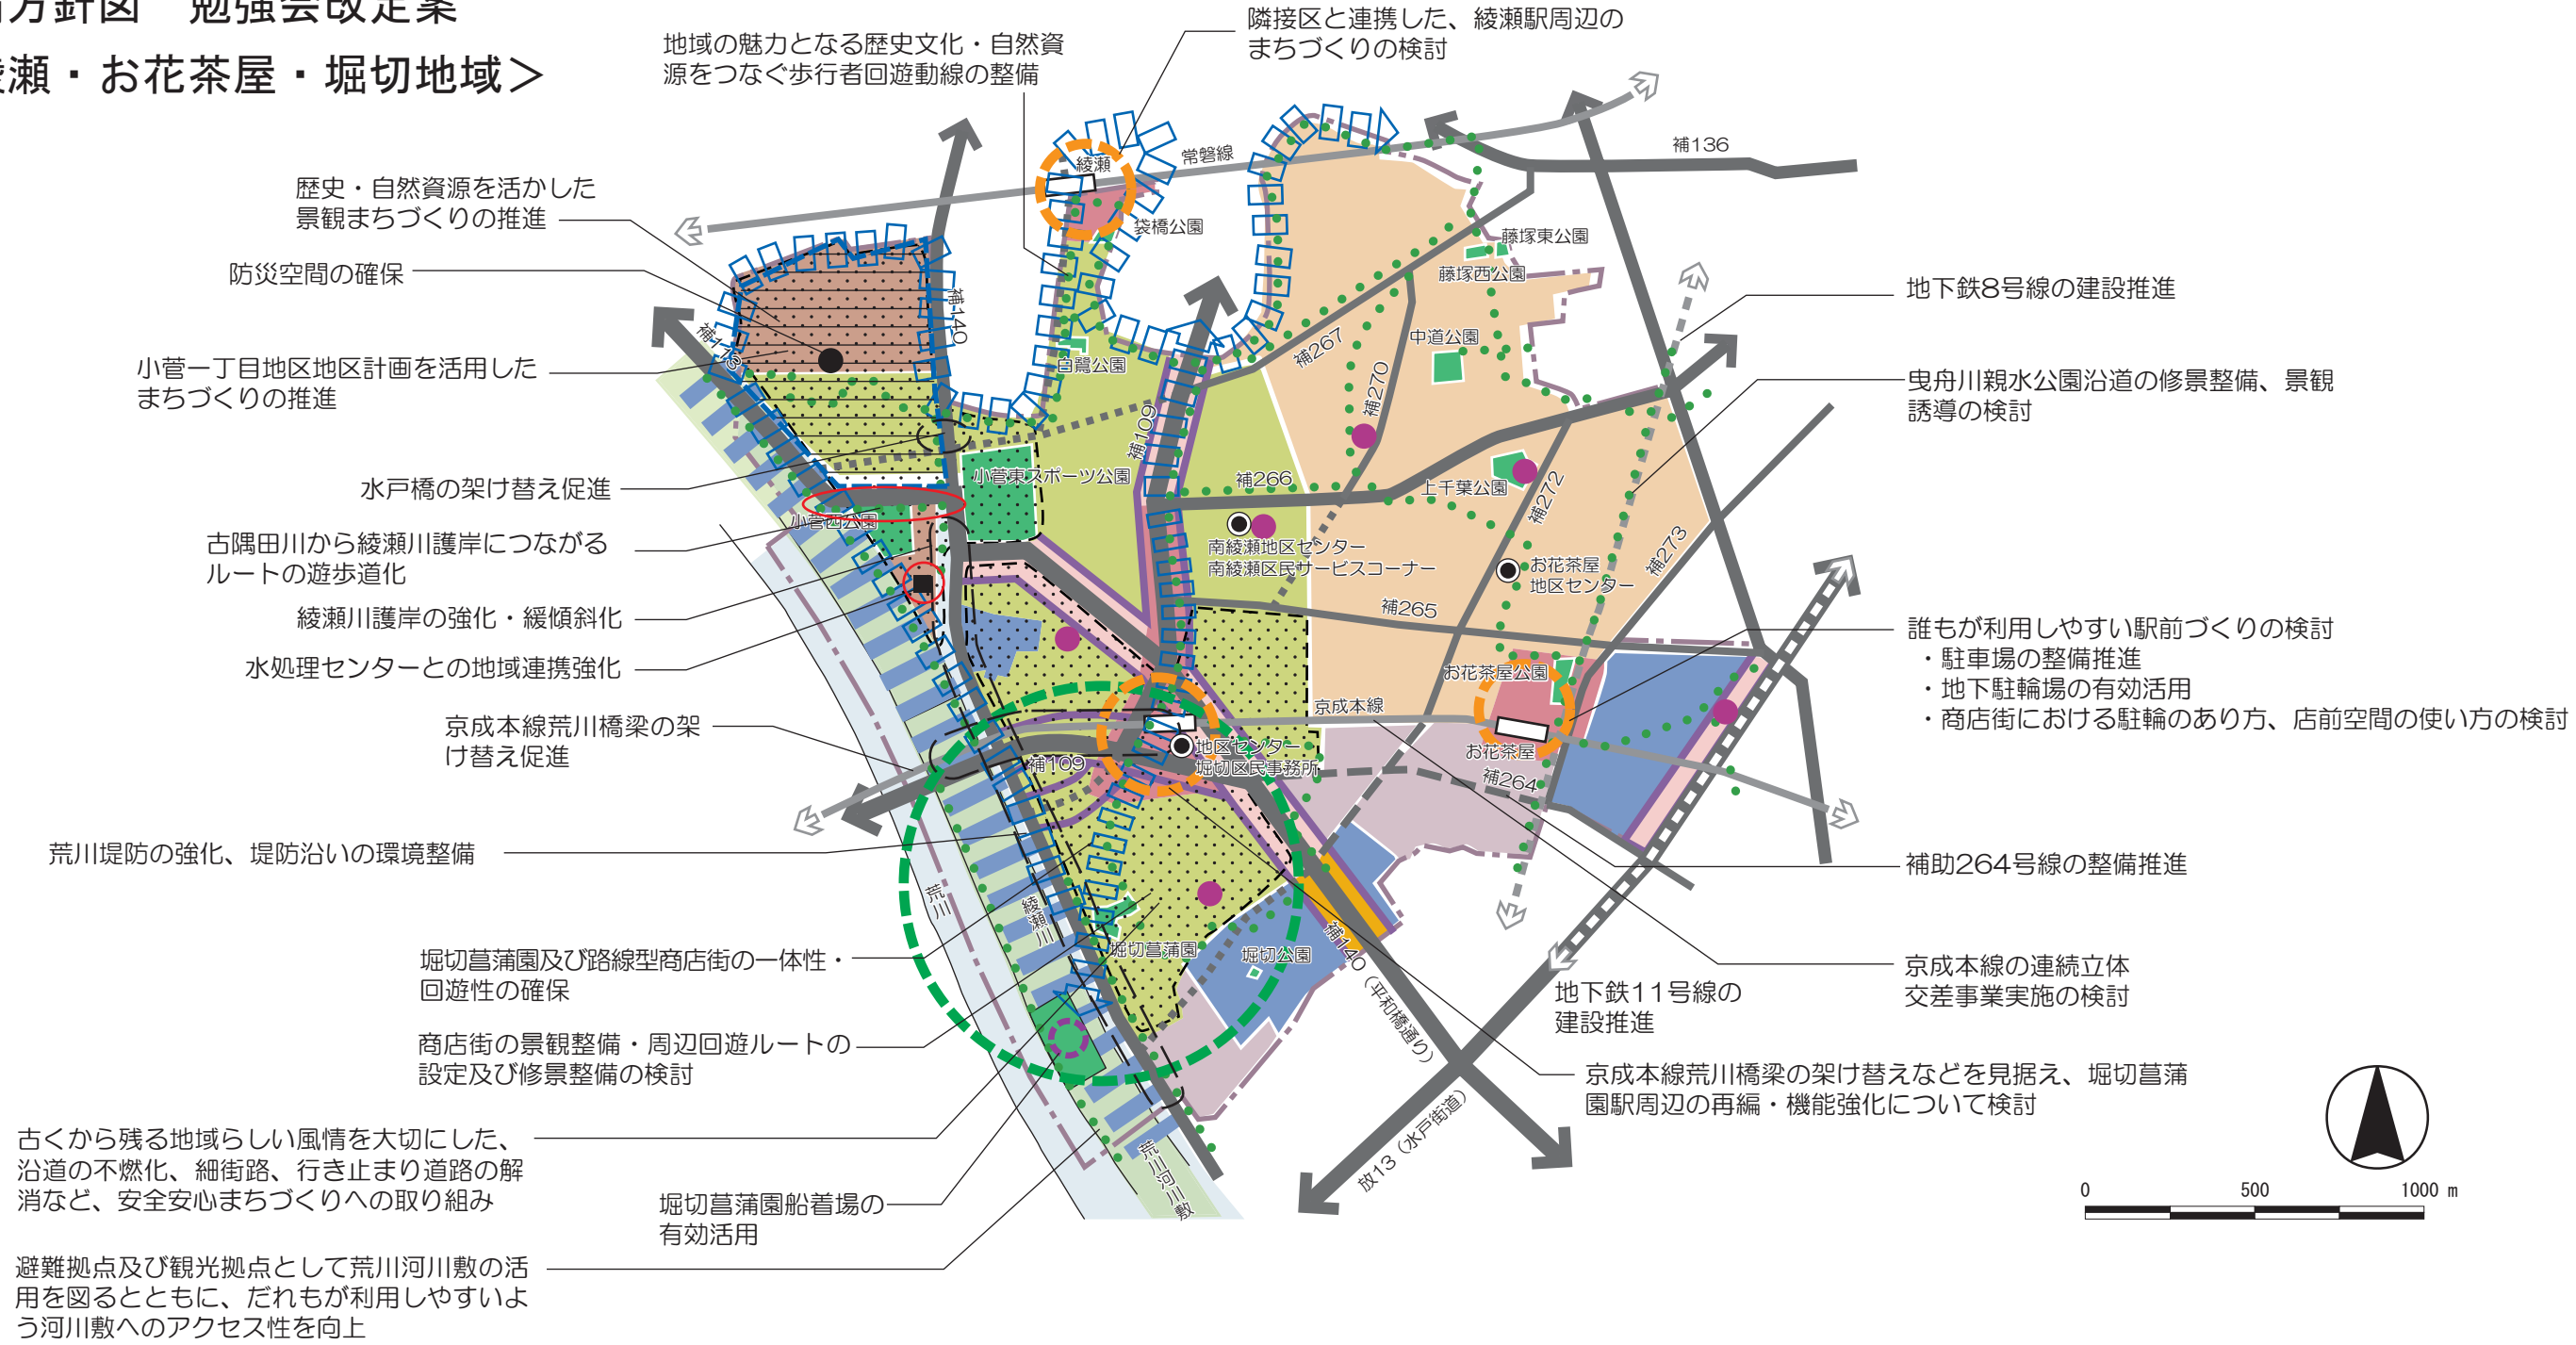 方針図 勉強会改定案
瀬・お花茶屋・堀切地域＞
地域の魅力となる歴史文化・自然資
源をつなぐ歩行者回遊動線の整備
隣接区と連携した、綾瀬駅周辺の
まちづくりの検討
歴史・自然資源を活かした
景観まちづくりの推進
防災空間の確保
小菅一丁目地区地区計画を活用した
まちづくりの推進
水戸橋の架け替え促進
古隅田川から綾瀬川護岸につながる
ルートの遊歩道化
綾瀬川護岸の強化・緩傾斜化
水処理センターとの地域連携強化
京成本線荒川橋梁の架
け替え促進
荒川堤防の強化、堤防沿いの環境整備
堀切菖蒲園及び路線型商店街の一体性・
回遊性の確保
商店街の景観整備・周辺回遊ルートの
設定及び修景整備の検討
古くから残る地域らしい風情を大切にした、
沿道の不燃化、細街路、行き止まり道路の解
消など、安全安心まちづくりへの取り組み
堀切菖蒲園船着場の
有効活用
避難拠点及び観光拠点として荒川河川敷の活
用を図るとともに、だれもが利用しやすいよ
う河川敷へのアクセス性を向上
綾瀬
常磐線
袋橋公園
補136
藤塚東公園
藤塚西公園
中道公園
補140
補267
補270
白鷺公園
補109
小菅東スポーツ公園
小菅西公園
補266
上千葉公園
補272
補273
南綾瀬地区センター
南綾瀬区民サービスコーナー
お花茶屋
地区センター
補265
お花茶屋公園
京成本線
お花茶屋
補264
地区センター
堀切区民事務所
補109
荒川
綾瀬川
堀切菖蒲園
堀切公園
補140（平和橋通り）
放13（水戸街道）
荒川河川敷
地下鉄8号線の建設推進
曳舟川親水公園沿道の修景整備、景観
誘導の検討
誰もが利用しやすい駅前づくりの検討
・駐車場の整備推進
・地下駐輪場の有効活用
・商店街における駐輪のあり方、店前空間の使い方の検討
補助264号線の整備推進
京成本線の連続立体
交差事業実施の検討
地下鉄11号線の
建設推進
京成本線荒川橋梁の架け替えなどを見据え、堀切菖蒲
園駅周辺の再編・機能強化について検討
0 500 1000 m